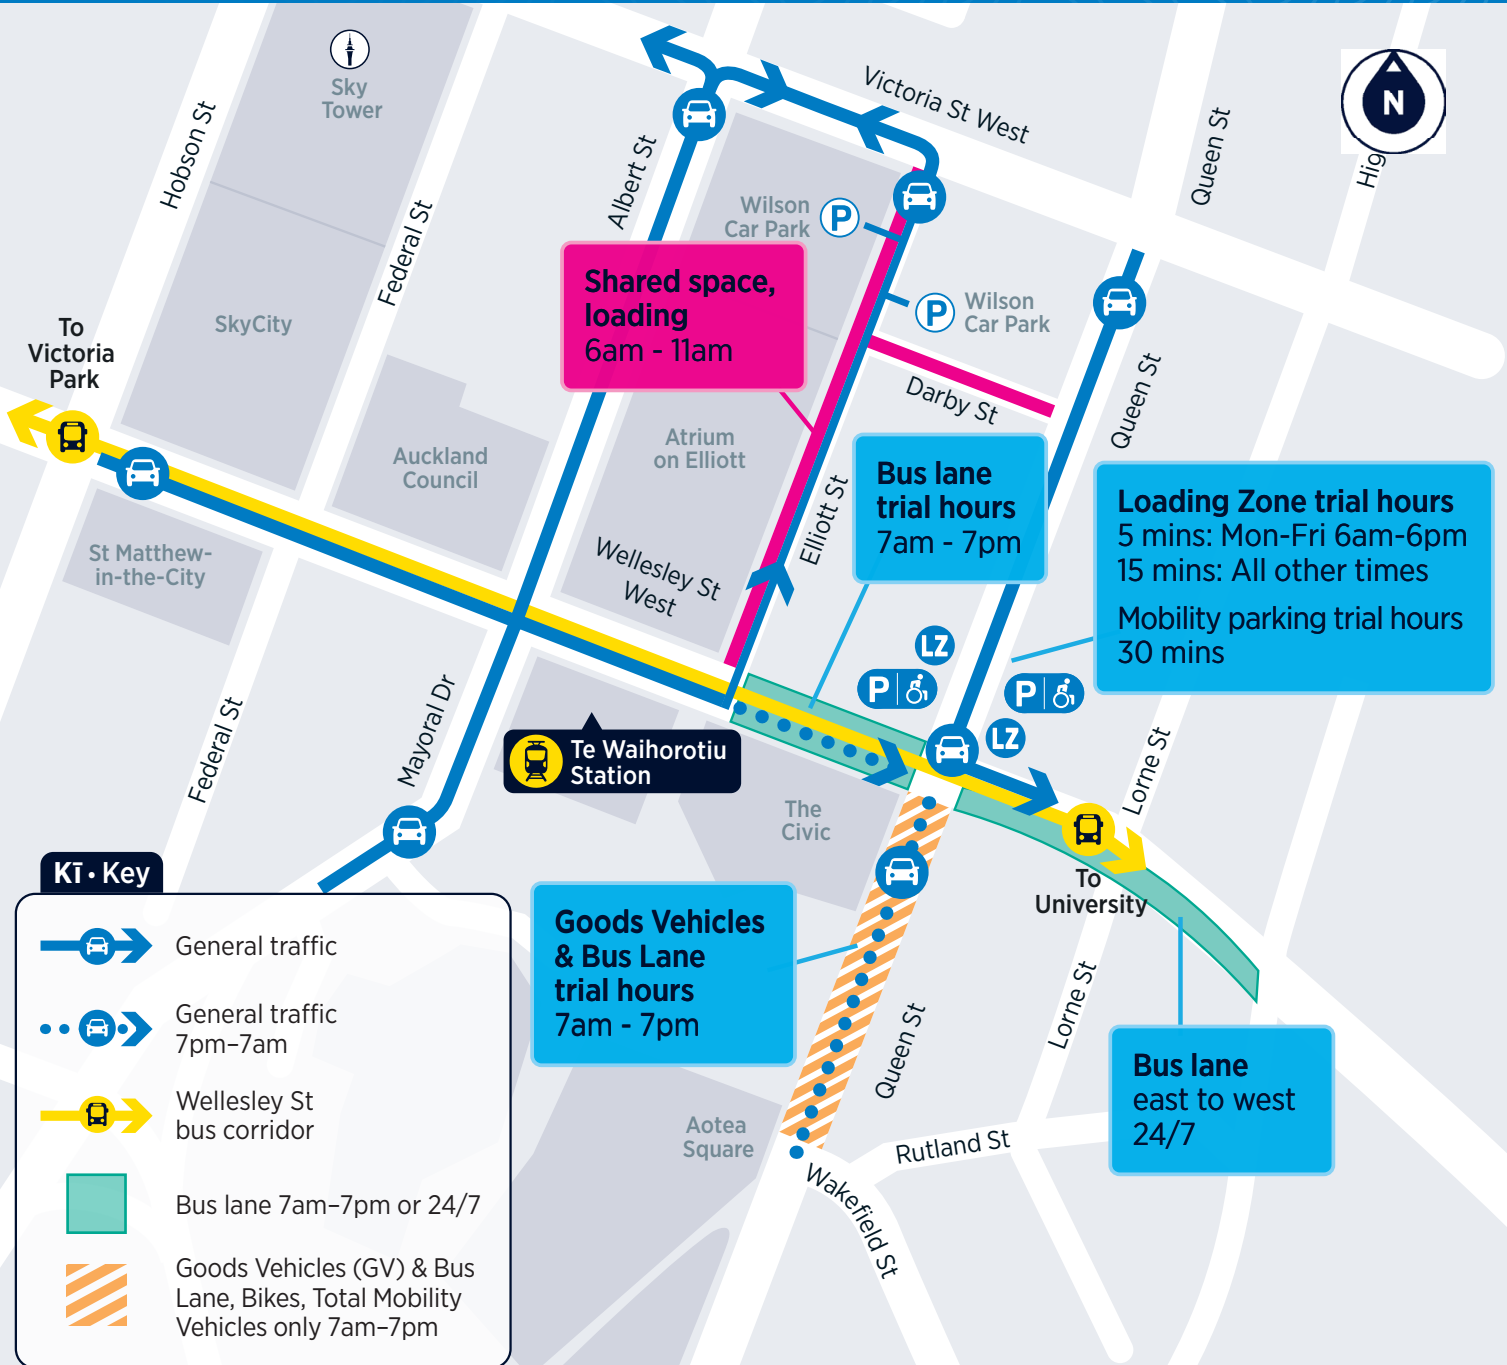 Sky
Tower
Hobson St
Federal St
Albert St
Victoria St West
Queen St
N
Wilson
Car Park
P
Shared space,
loading
6am - 11am
P
Wilson
Car Park
SkyCity
To
Victoria
Park
Darby St
Queen St
Auckland
Council
Atrium
on Elliott
Elliott St
Bus lane
trial hours
7am - 7pm
Loading Zone trial hours
5 mins: Mon-Fri 6am-6pm
15 mins: All other times
Mobility parking trial hours
30 mins
St Matthew-
in-the-City
Wellesley St
West
LZ
P
P
LZ
Federal St
Mayoral Dr
Te Waihorotiu
Station
Lorne St
The
Civic
To
University
Kī • Key
General traffic
General traffic
7pm–7am
Wellesley St
bus corridor
Bus lane 7am–7pm or 24/7
Goods Vehicles (GV) & Bus
Lane, Bikes, Total Mobility
Vehicles only 7am–7pm
Goods Vehicles
& Bus Lane
trial hours
7am - 7pm
Queen St
Lorne St
Bus lane
east to west
24/7
Aotea
Square
Rutland St
Wakefield St